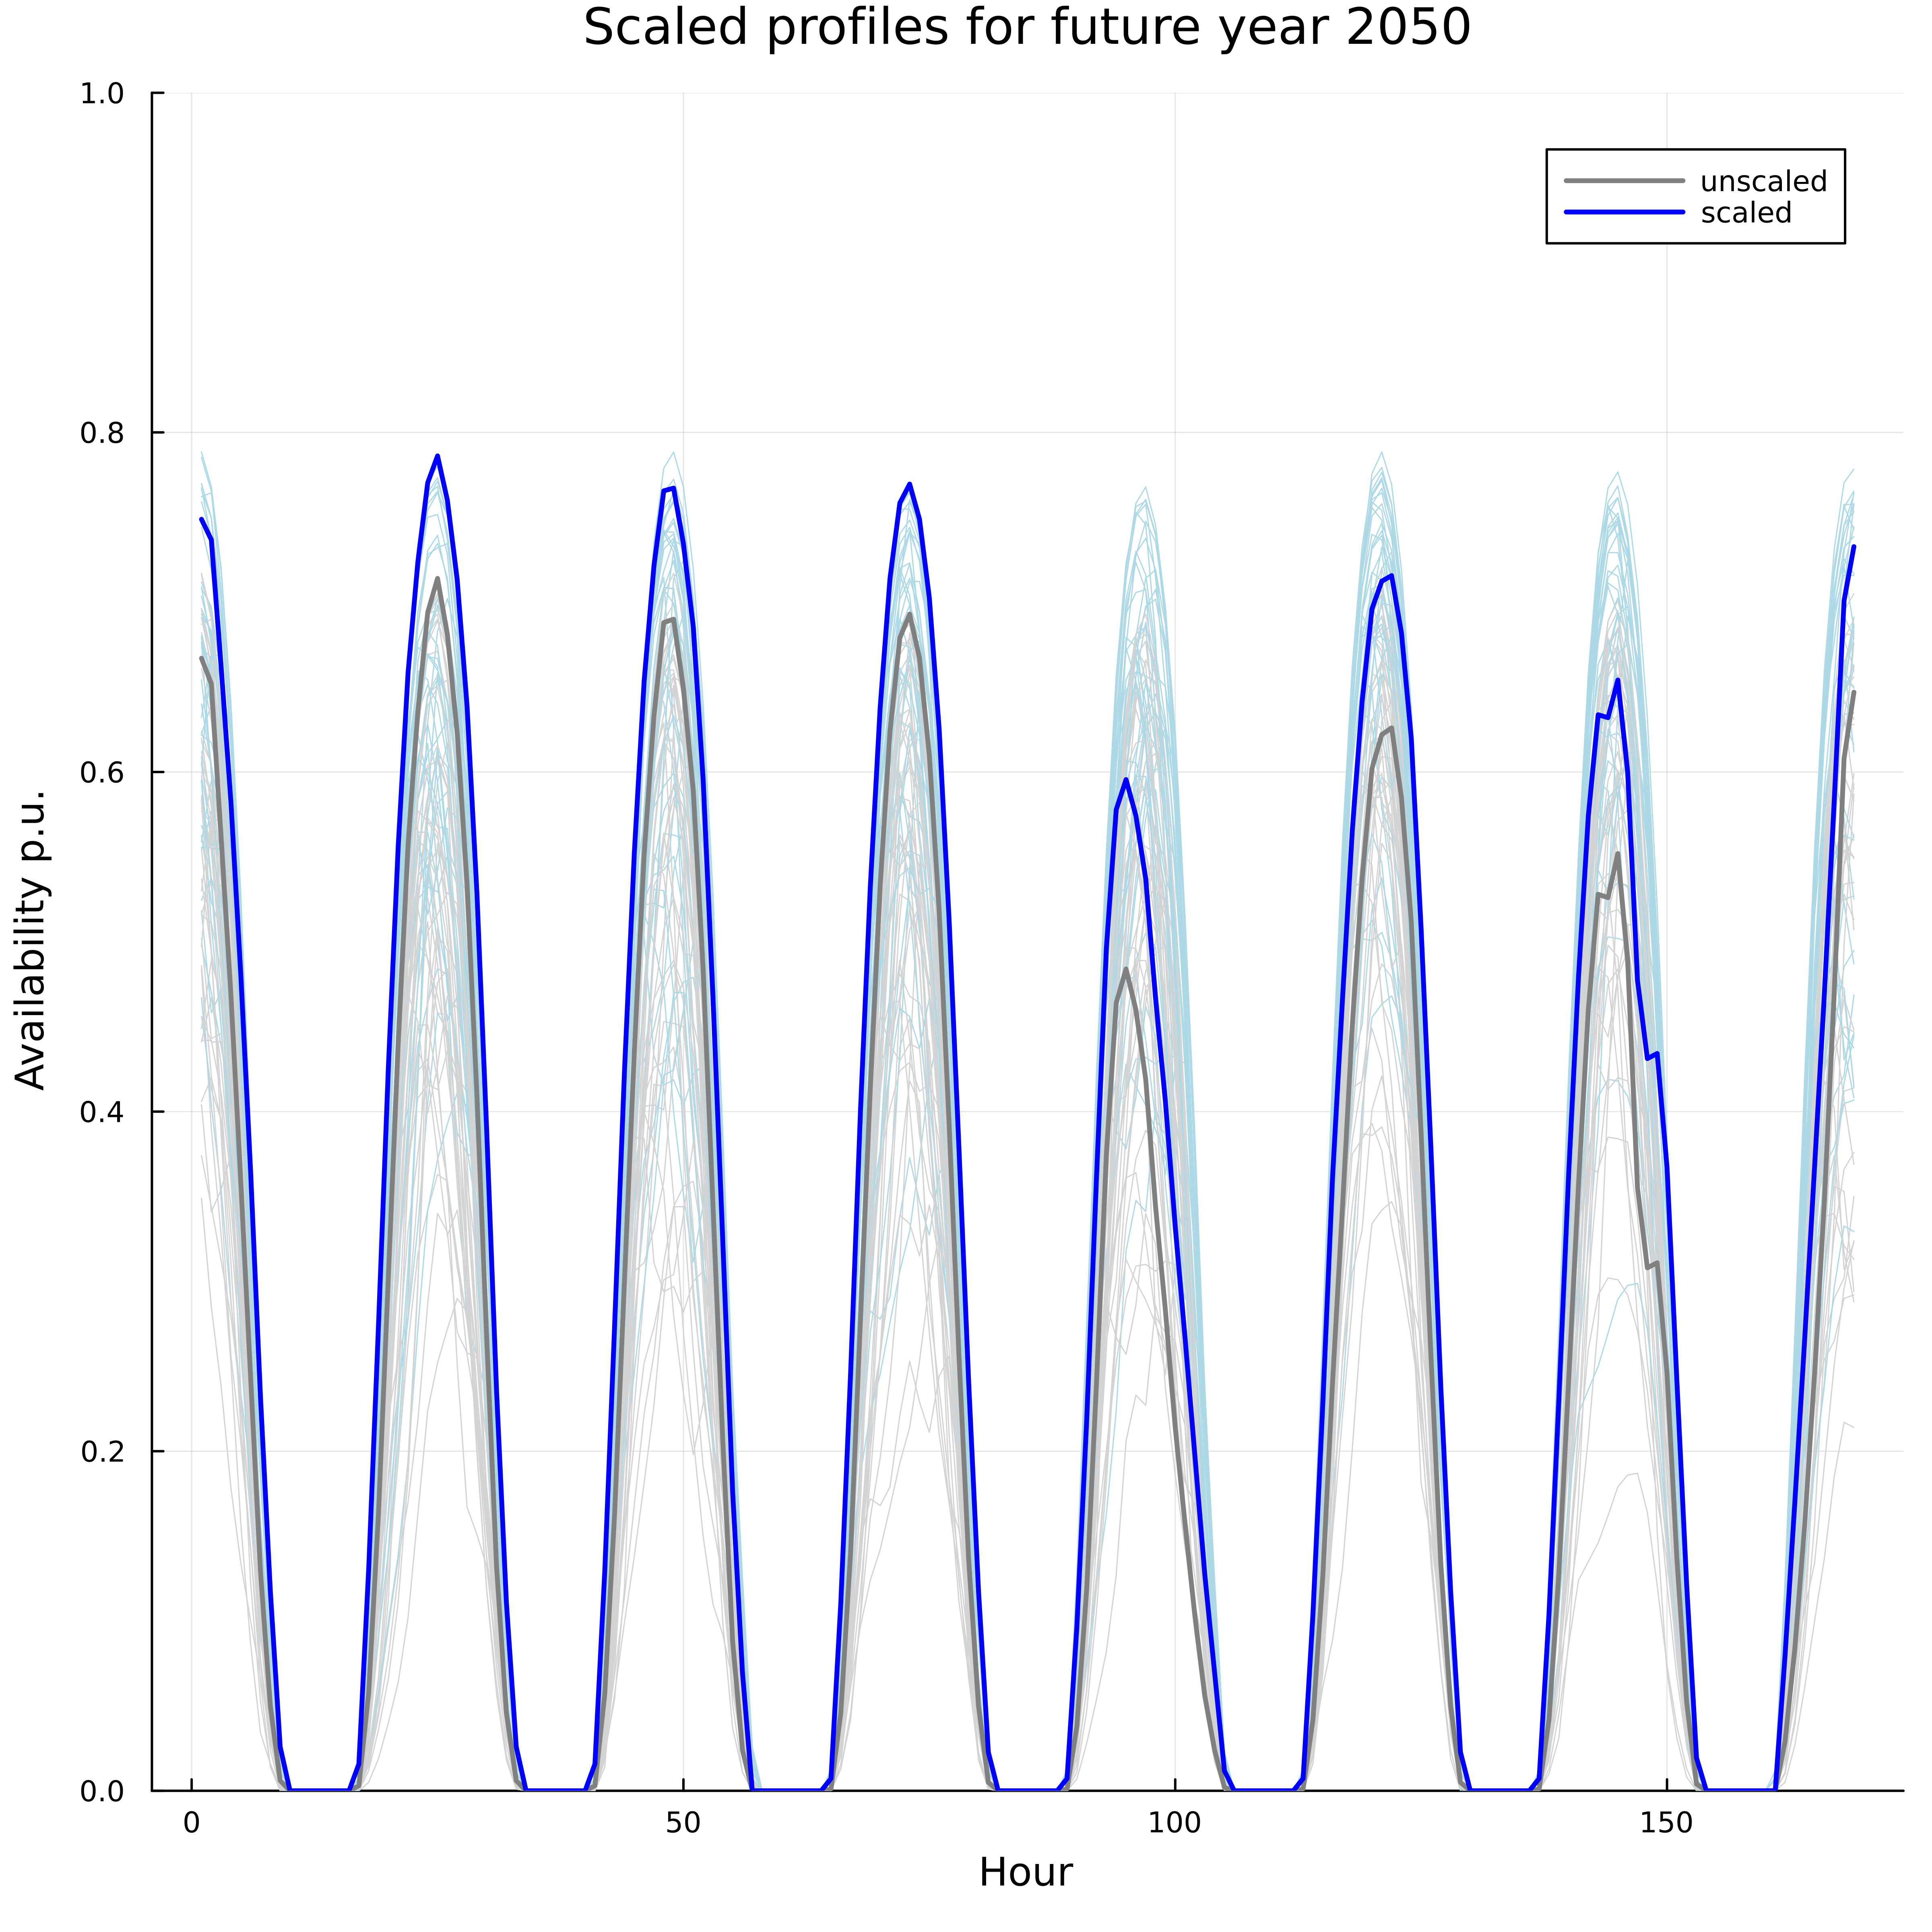 Scaled profiles for future year 2050
1.0
unscaled
scaled
0.8
0.6
Availability p.u.
0.4
0.2
0.0
0 50 100 150
Hour